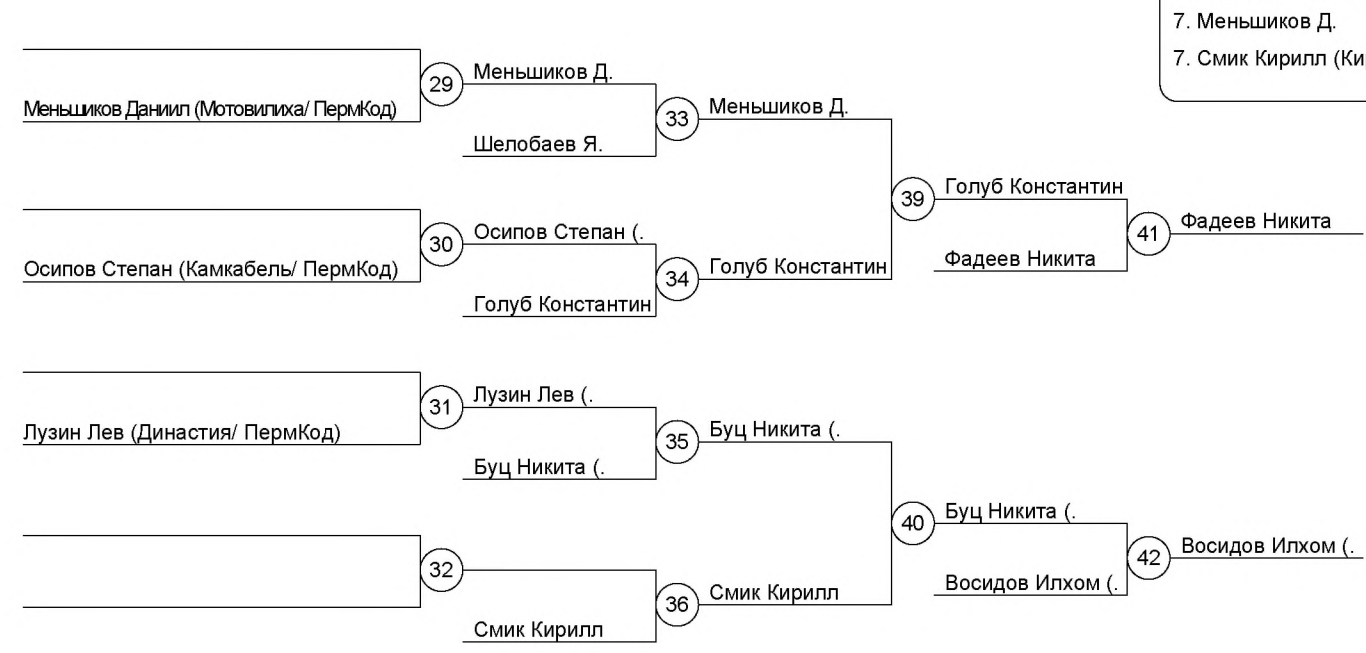 7. Меньшиков Д.
7. Смик Кирилл (Ки
Меньшиков Даниил (Мотовилиха/ ПермКод)
29
Меньшиков Д.
Шелобаев Я.
33
Меньшиков Д.
Осипов Степан (Камкабель/ ПермКод)
30
Осипов Степан (.
Голуб Константин
34
Голуб Константин
39
Голуб Константин
Фадеев Никита
41
Фадеев Никита
Лузин Лев (Династия/ ПермКод)
31
Лузин Лев (.
Буц Никита (.
35
Буц Никита (.
32
Смик Кирилл
36
Смик Кирилл
40
Буц Никита (.
Восидов Илхом (.
42
Восидов Илхом (.